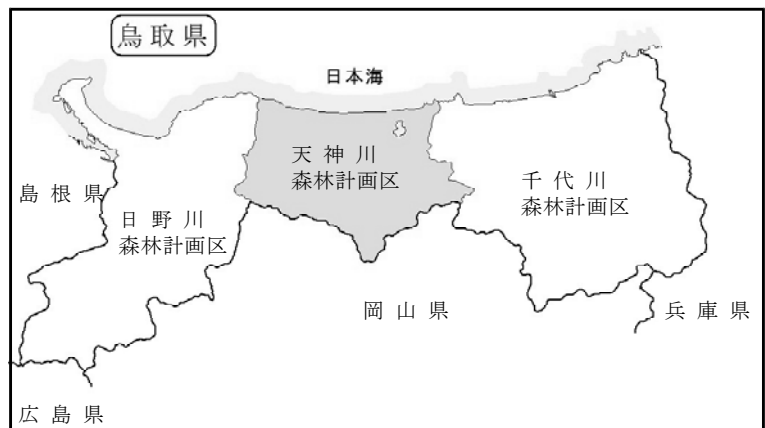 鳥取県
日本海
天神川
森林計画区
千代川
森林計画区
島根県
日野川
森林計画区
岡山県
兵庫県
広島県